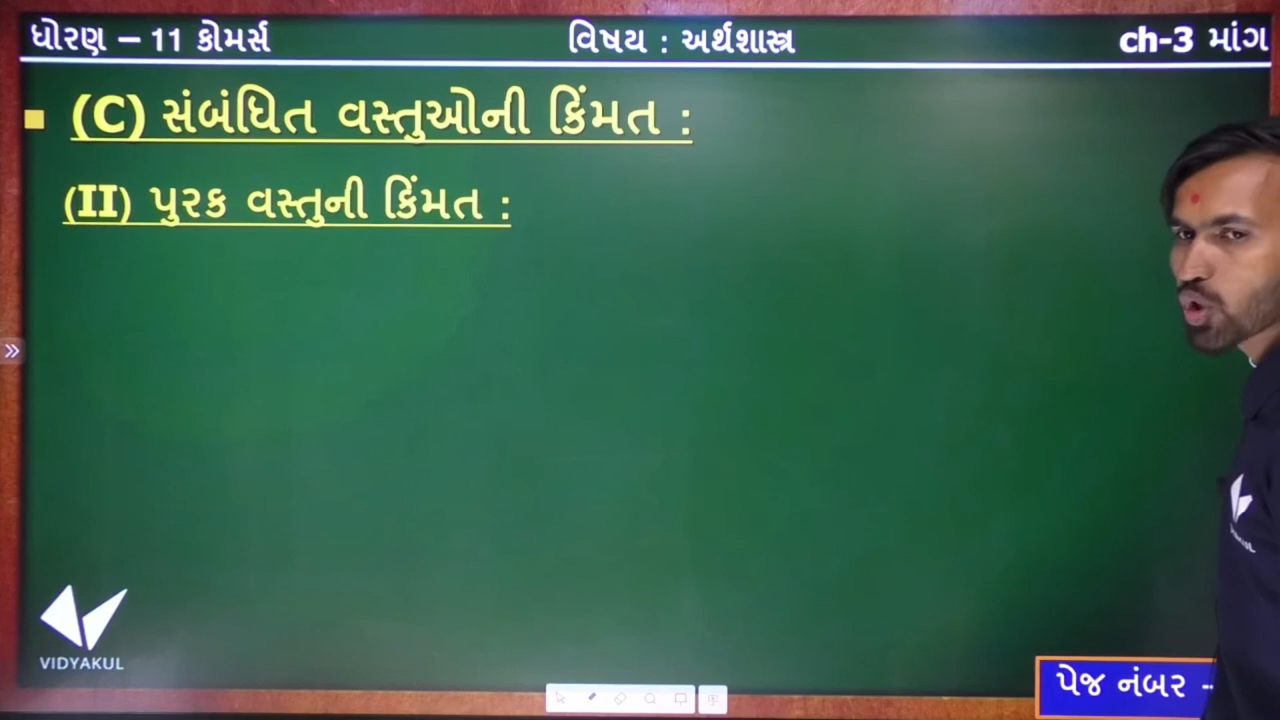 ધોરણ – 11 કોમર્સ વિષય : અર્થશાસ્ત્ર ch-3 માંગ
(C) સંબંધિત વસ્તુઓની કિંમત :
(II) પુરક વસ્તુની કિંમત :
VIDYAKUL
પેજ નંબર -